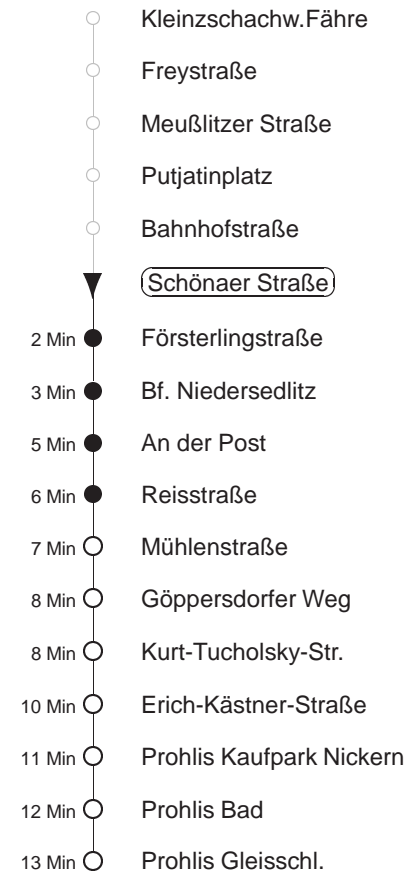 Kleinzschachw.Fähre
Freystraße
Meußlitzer Straße
Putjatinplatz
Bahnhofstraße
Schönaer Straße
2 Min Försterlingstraße
3 Min Bf. Niedersedlitz
5 Min An der Post
6 Min Reisstraße
7 Min Mühlenstraße
8 Min Göppersdorfer Weg
8 Min Kurt-Tucholsky-Str.
10 Min Erich-Kästner-Straße
11 Min Prohlis Kaufpark Nickern
12 Min Prohlis Bad
13 Min Prohlis Gleisschl.